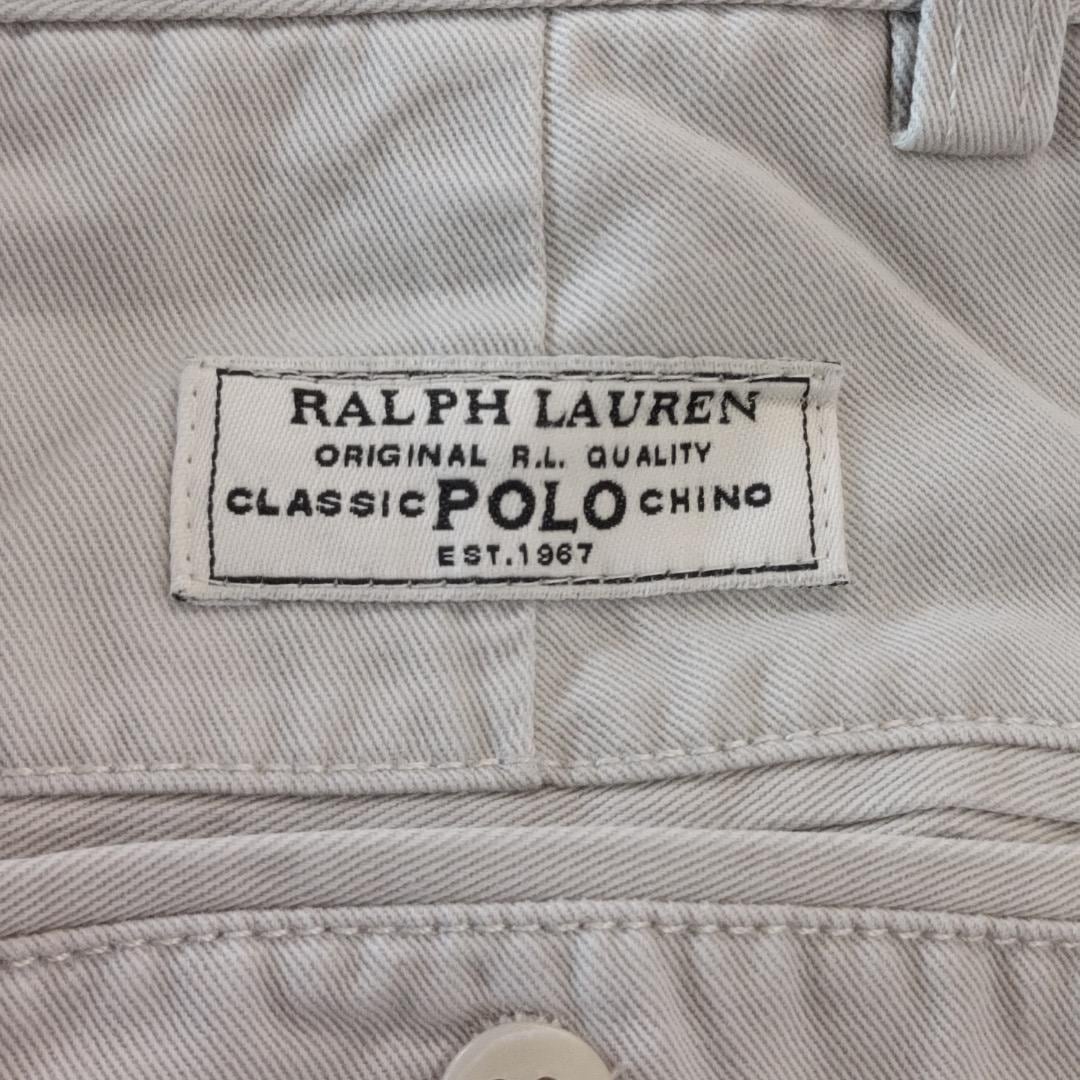 RALPH LAUREN
ORIGINAL R.L. QUALITY
CLASSIC POLO CHINO
EST.1967